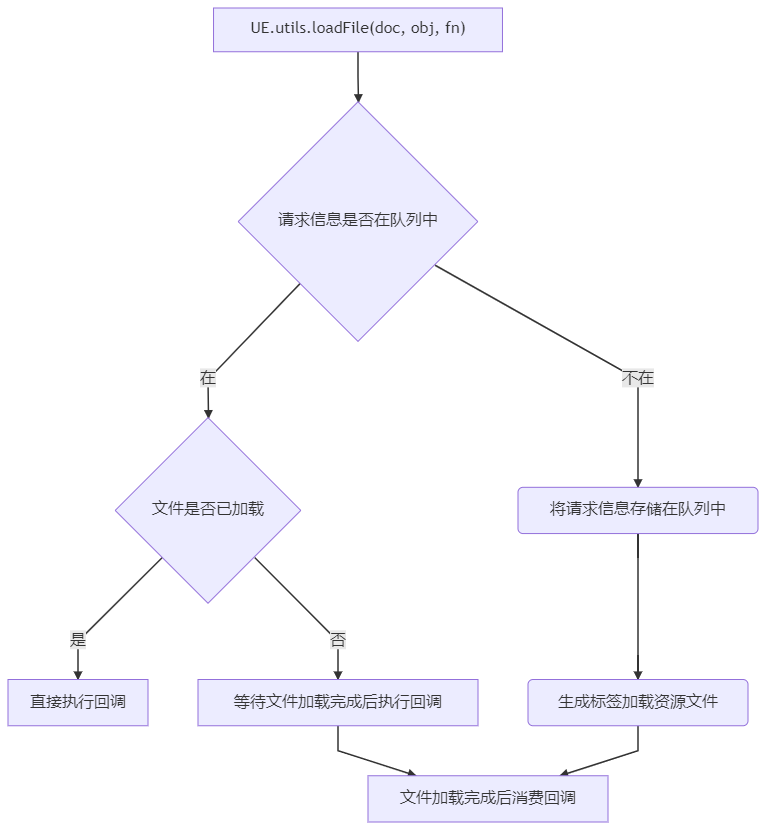 UE.utils.loadFile(doc, obj, fn)
请求信息是否在队列中
在
不在
文件是否已加载
将请求信息存储在队列中
是
否
直接执行回调
等待文件加载完成后执行回调
生成标签加载资源文件
文件加载完成后消费回调